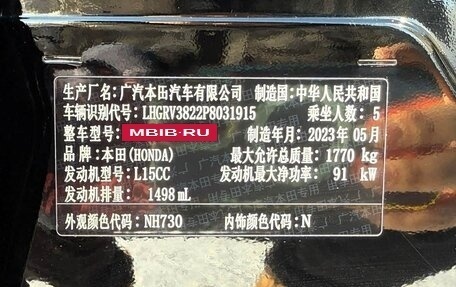 生产厂名:广汽本田汽车有限公司 制造国:中华人民共和国
车辆识别代号:LHGRV3822P8031915 乘坐人数:5
整车型号: MBIB.RU 制造年月:2023年05月
品牌:本田(HONDA) 最大允许总质量:1770 kg
发动机型号:L15CC 发动机最大净功率:91 kW
发动机排量:1498mL
外观颜色代码:NH730 内饰颜色代码:N